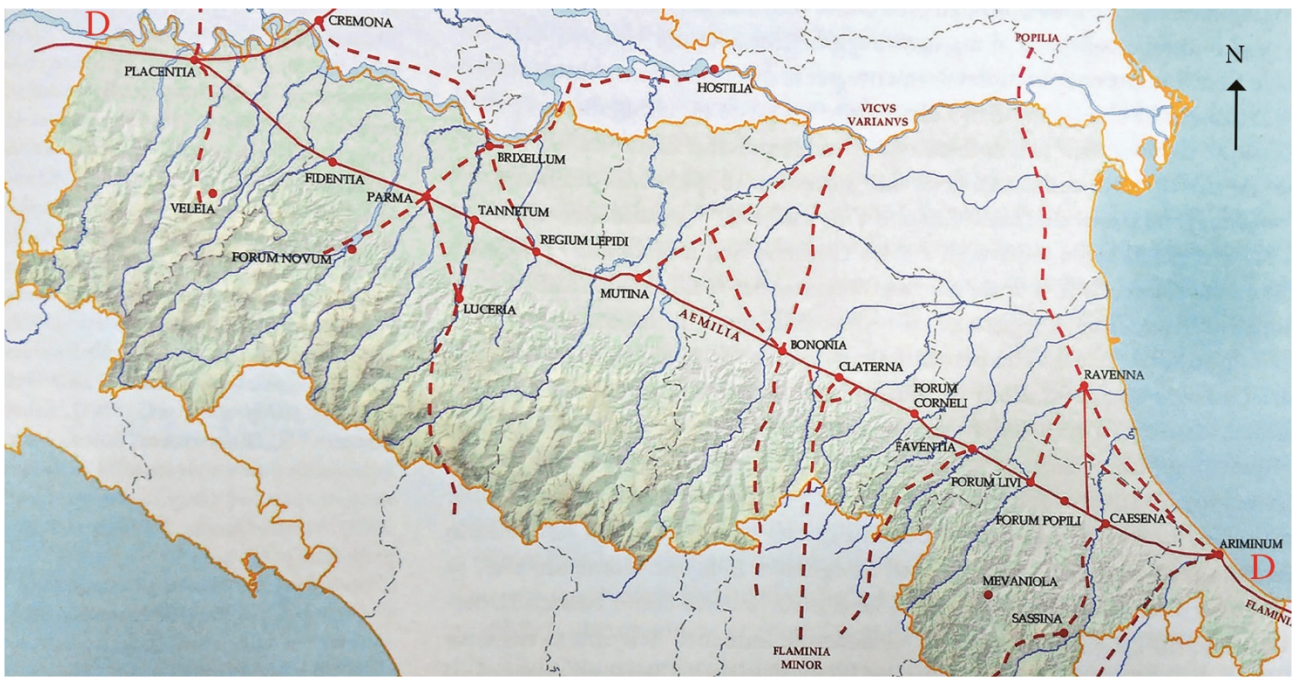 D
CREMONA
POPILIA
N
PLACENTIA
HOSTILIA
VICVS
VARIANVS
BRIXELLUM
FIDENTIA
PARMA
VELEIA
TANNETUM
REGIUM LEPIDI
FORUM NOVUM
MUTINA
LUCERIA
AEMILIA
BONONIA
CLATERNA
RAVENNA
FORUM
CORNELI
FAVENTIA
FORUM LIVI
FORUM POPILI
CAESENA
ARIMINUM
D
MEVANIOLA
SASSINA
FLAMINIA
MINOR